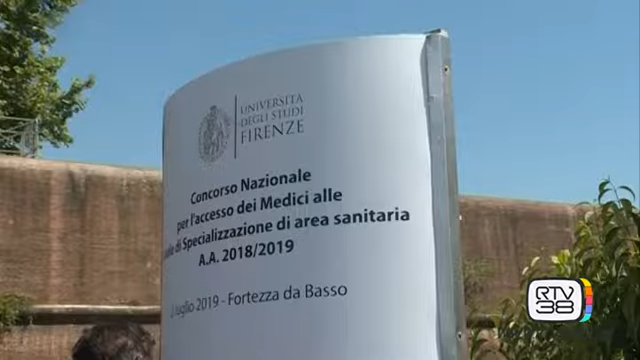 UNIVERSITÀ
DEGLI STUDI
FIRENZE
Concorso Nazionale
per l'accesso dei Medici alle
di Specializzazione di area sanitaria
A.A. 2018/2019
luglio 2019 - Fortezza da Basso
RTV
38